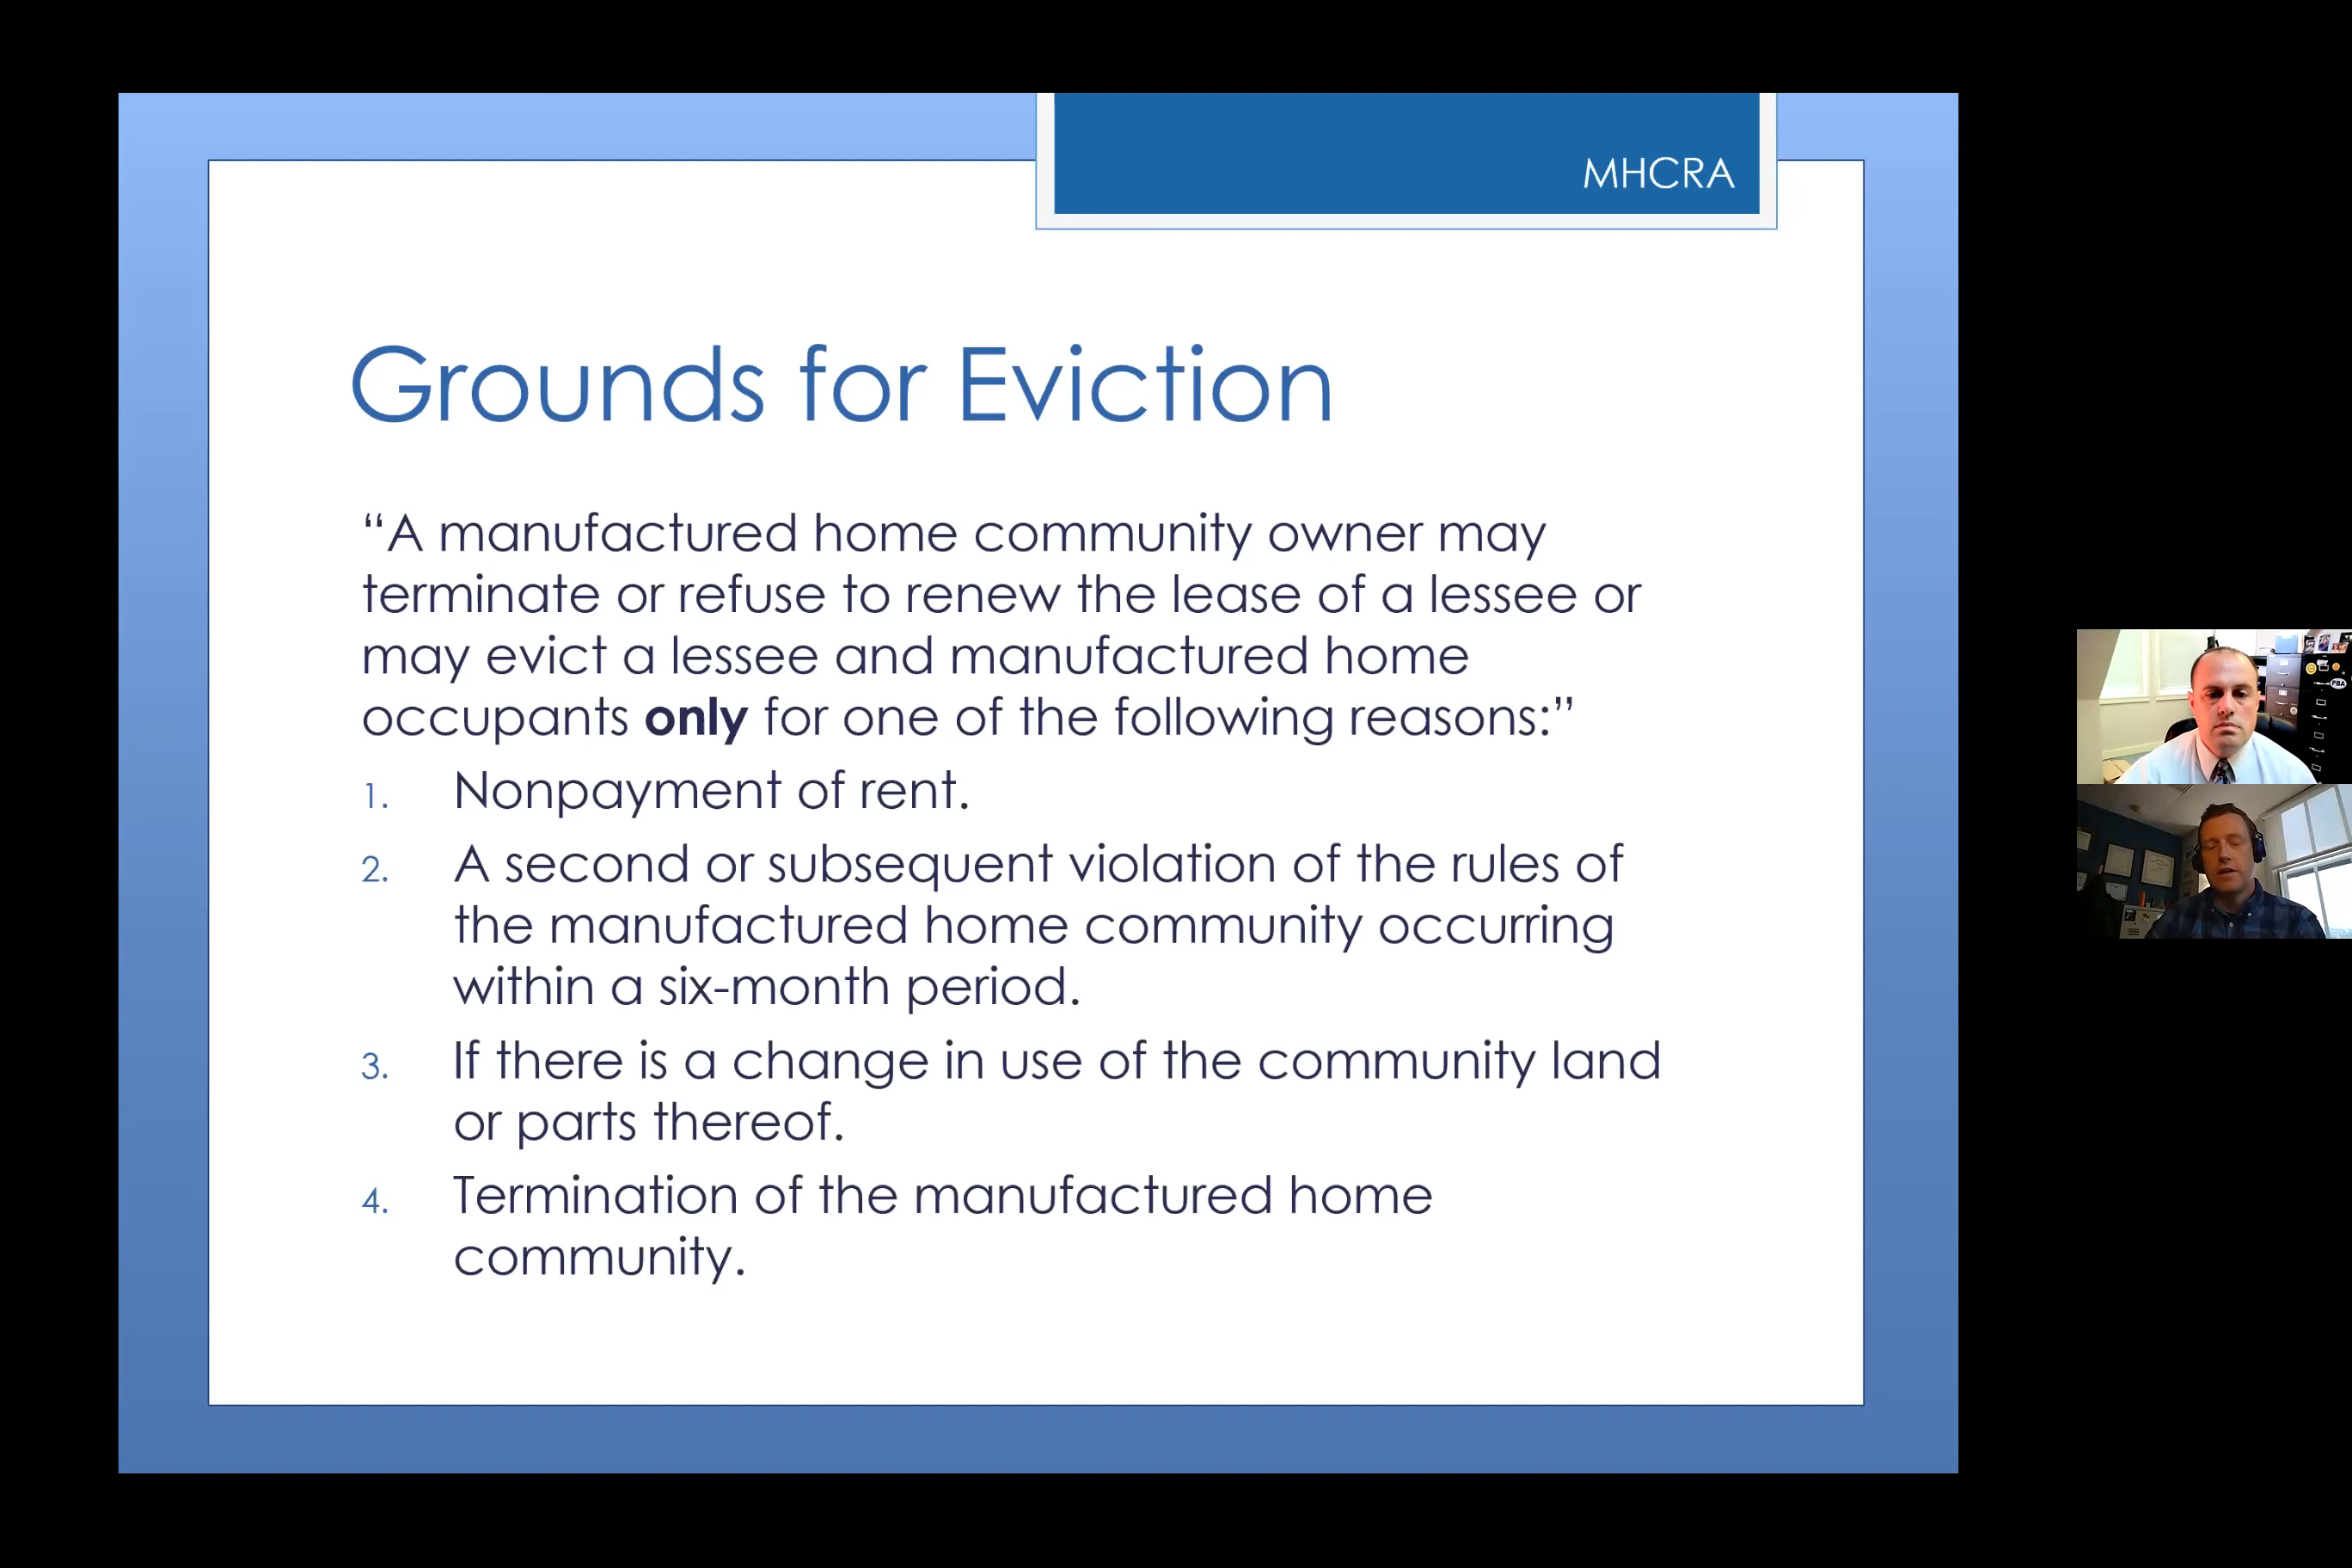 MHCRA
Grounds for Eviction
“A manufactured home community owner may
terminate or refuse to renew the lease of a lessee or
may evict a lessee and manufactured home
occupants only for one of the following reasons:”
1. Nonpayment of rent.
2. A second or subsequent violation of the rules of
the manufactured home community occurring
within a six-month period.
3. If there is a change in use of the community land
or parts thereof.
4. Termination of the manufactured home
community.
PBA